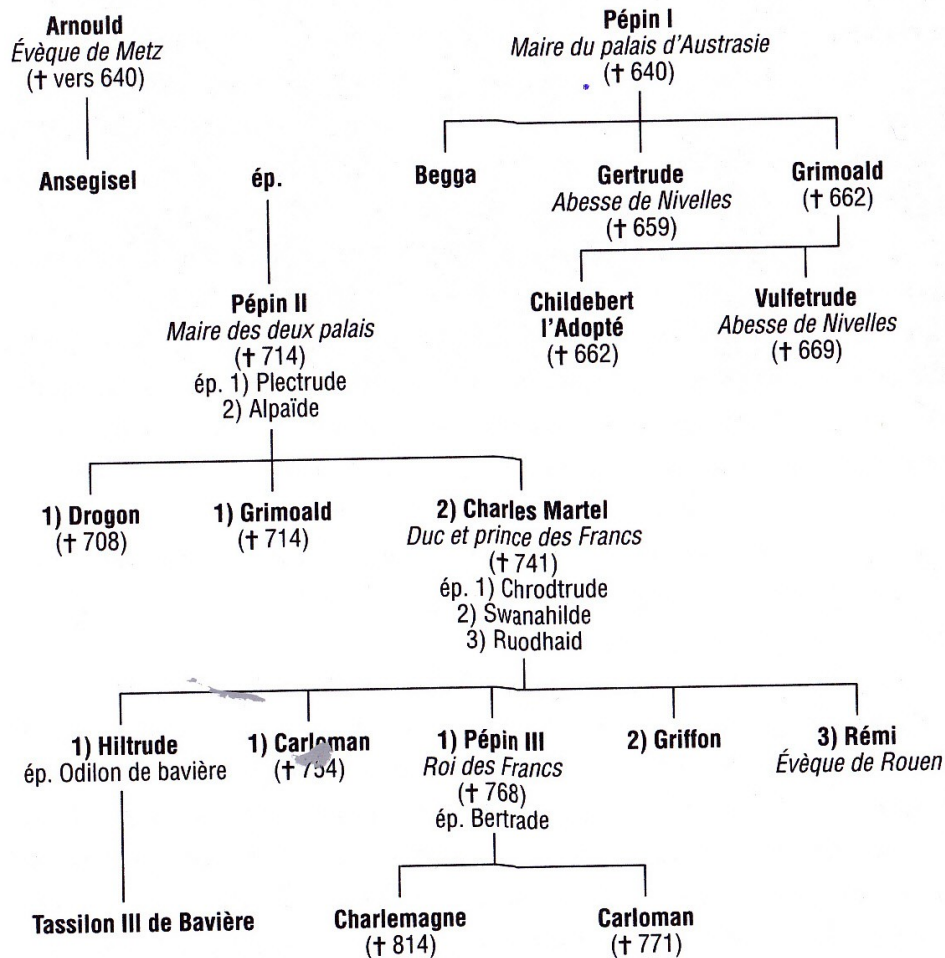 Arnould
Évèque de Metz
(† vers 640)
Pépin I
Maire du palais d'Austrasie
(† 640)
Ansegisel
ép.
Begga
Gertrude
Abesse de Nivelles
(† 659)
Grimoald
(† 662)
Pépin II
Maire des deux palais
(† 714)
ép. 1) Plectrude
2) Alpaïde
Childebert
l'Adopté
(† 662)
Vulfetrude
Abesse de Nivelles
(† 669)
1) Drogon
(† 708)
1) Grimoald
(† 714)
2) Charles Martel
Duc et prince des Francs
(† 741)
ép. 1) Chrodtrude
2) Swanahilde
3) Ruodhaid
1) Hiltrude
ép. Odilon de bavière
1) Carloman
(† 754)
1) Pépin III
Roi des Francs
(† 768)
ép. Bertrade
2) Griffon
3) Rémi
Évèque de Rouen
Tassilon III de Bavière
Charlemagne
(† 814)
Carloman
(† 771)